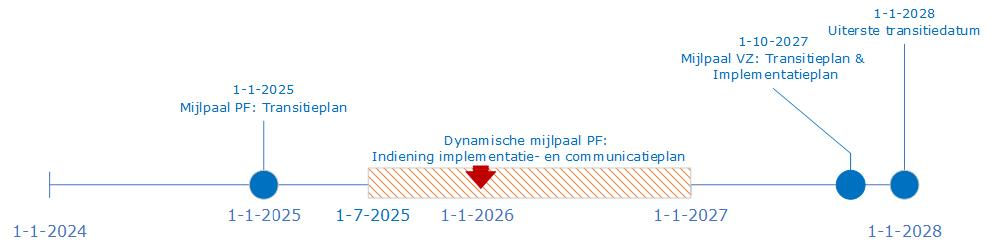 1-1-2028
Uiterste transitiedatum
1-10-2027
Mijlpaal VZ: Transitieplan &
Implementatieplan
1-1-2025
Mijlpaal PF: Transitieplan
Dynamische mijlpaal PF:
Indiening implementatie- en communicatieplan
1-1-2024
1-1-2025
1-7-2025
1-1-2026
1-1-2027
1-1-2028